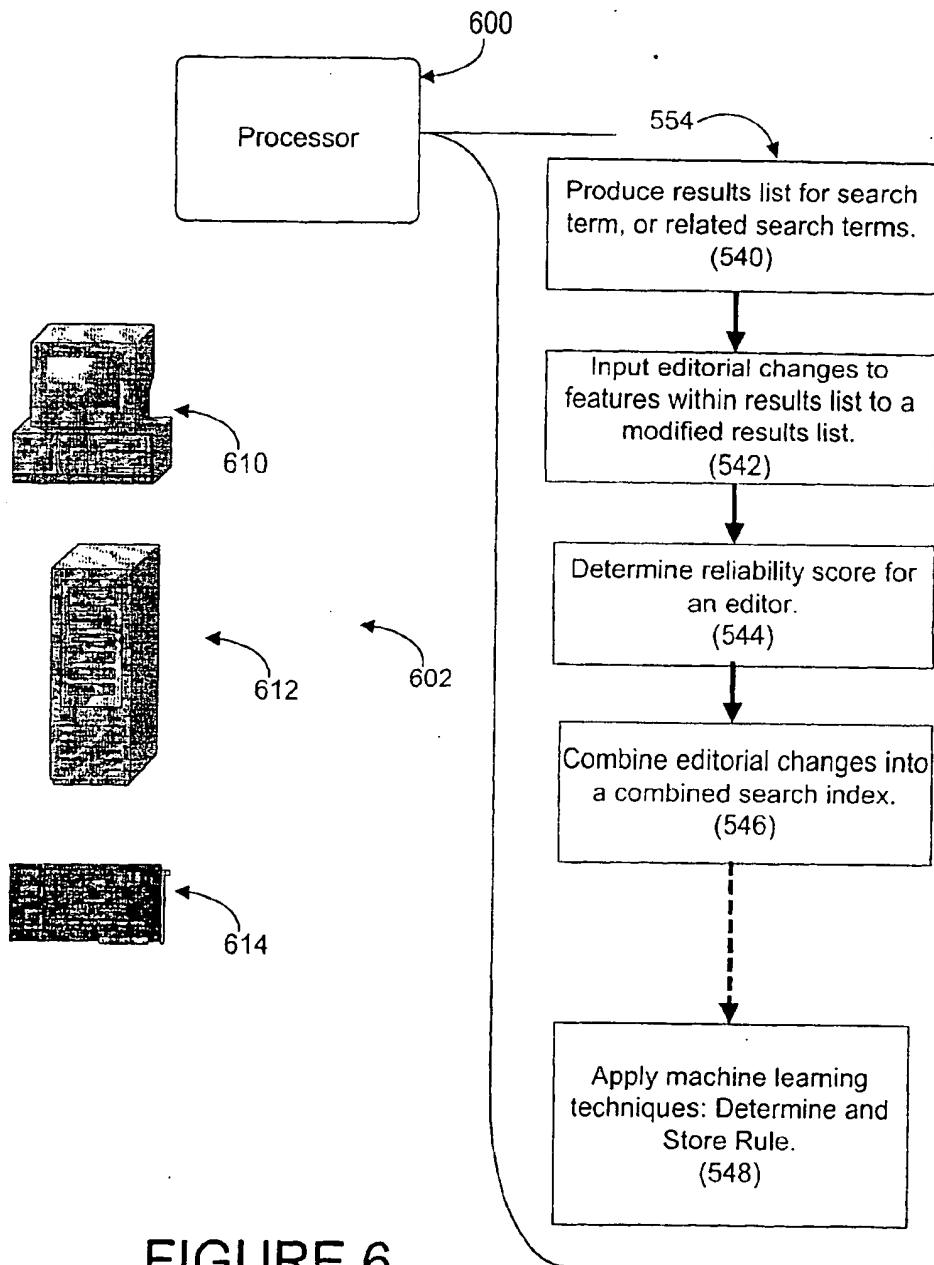 600
Processor
554
Produce results list for search
term, or related search terms.
(540)
Input editorial changes to
features within results list to a
modified results list.
(542)
610
Determine reliability score for
an editor.
(544)
612
602
Combine editorial changes into
a combined search index.
(546)
614
Apply machine learning
techniques: Determine and
Store Rule.
(548)
FIGURE 6